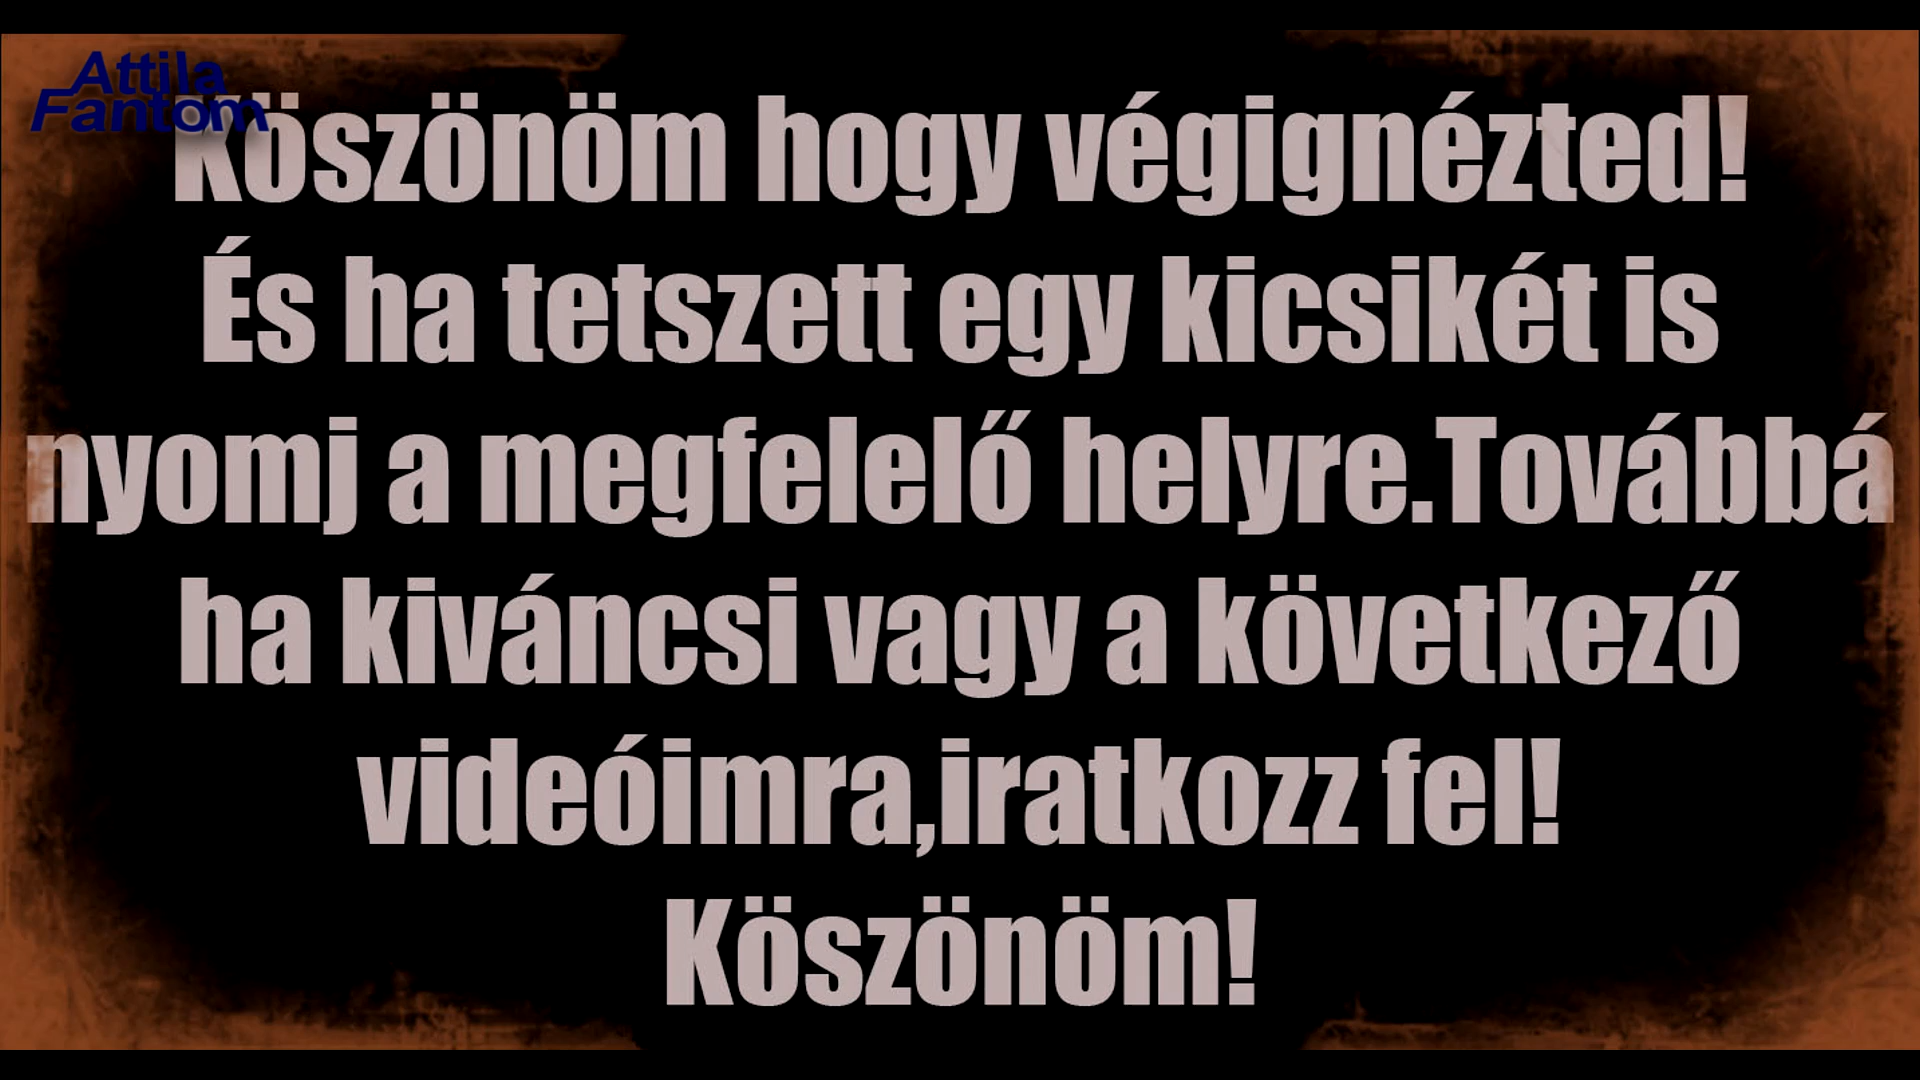 Attila
Fantom
Köszönöm hogy végignézted!
És ha tetszett egy kicsikét is
nyomj a megfelelő helyre.Továbbá
ha kiváncsi vagy a következő
videóimra,iratkozz fel!
Köszönöm!